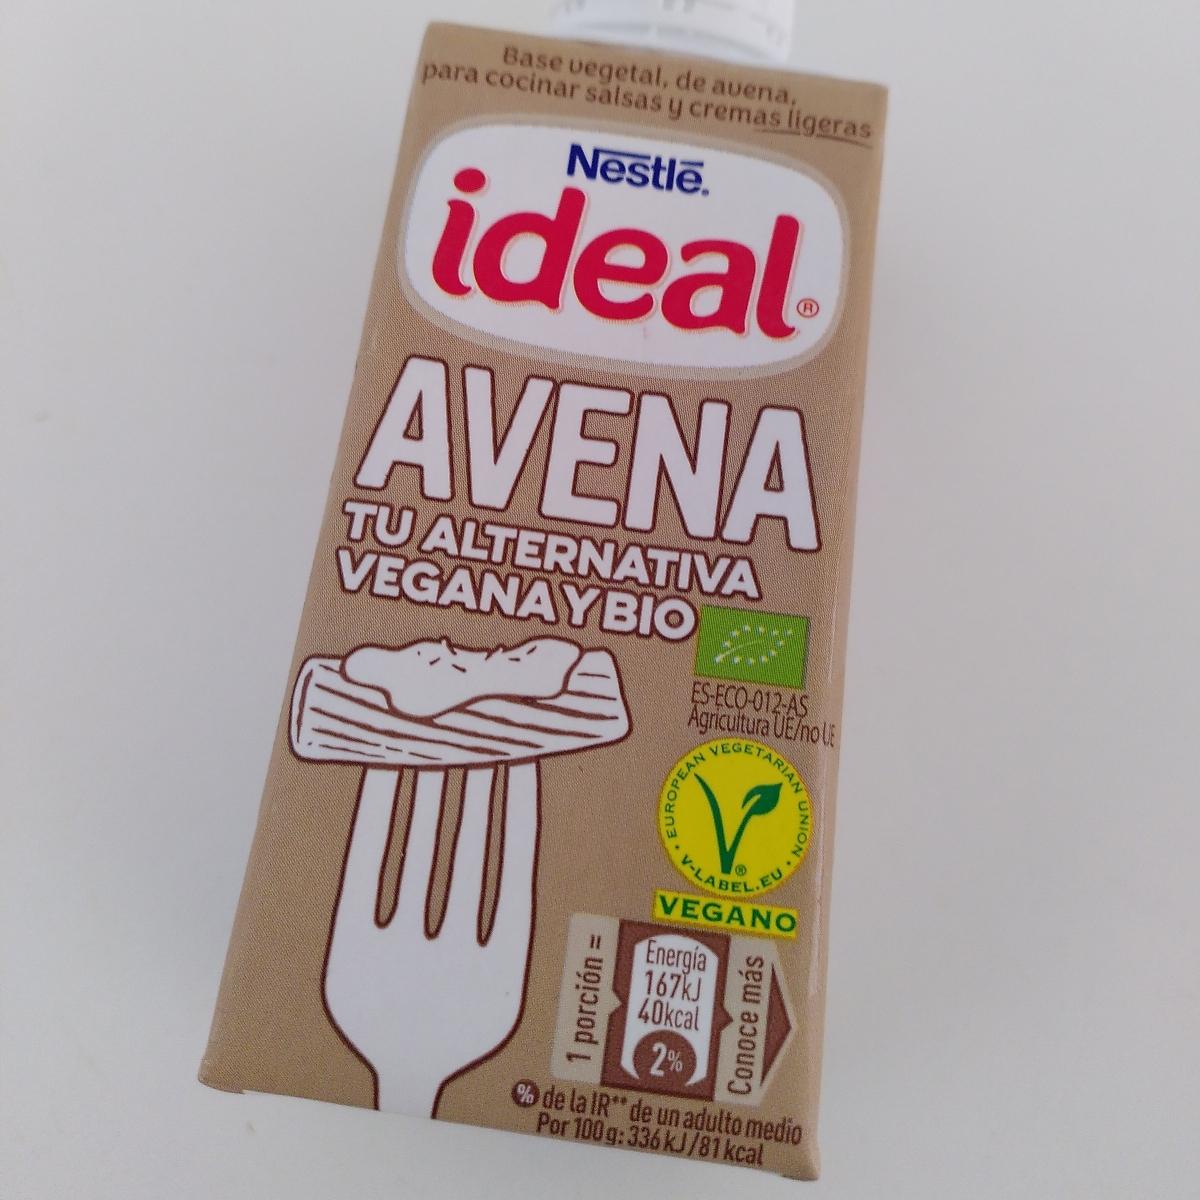 Base vegetal, de avena,
para cocinar salsas y cremas ligeras
Nestlé.
ideal®
AVENA
TU ALTERNATIVA
VEGANA Y BIO
ES-ECO-012-AS
Agricultura UE/no UE
EUROPEAN VEGETARIAN UNION
V-LABEL.EU
VEGANO
1 porción =
Energía
167kJ
40kcal
2%
Conoce más
% de la IR** de un adulto medio
Por 100g: 336 kJ/81 kcal